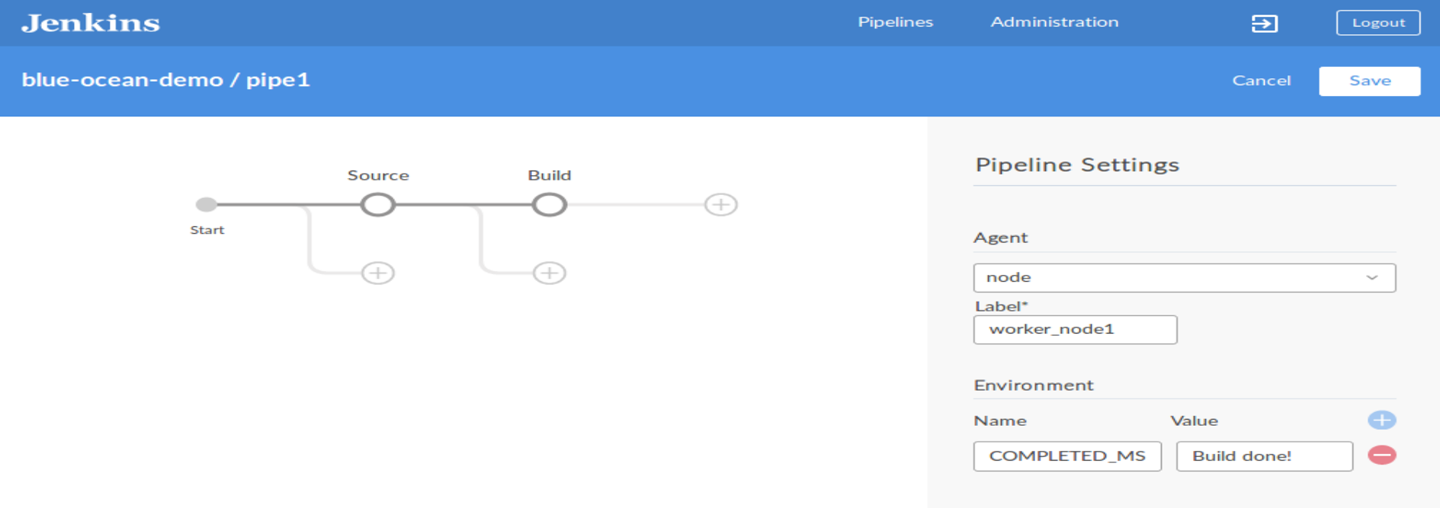 Jenkins
Pipelines
Administration
Logout
blue-ocean-demo / pipe1
Cancel
Save
Source
Build
Start
Pipeline Settings
Agent
node
Label*
worker_node1
Environment
Name
Value
COMPLETED_MS
Build done!